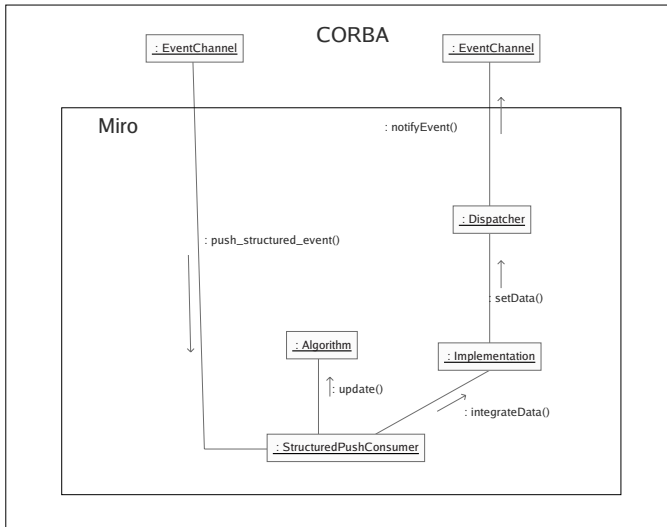 CORBA
: EventChannel
: EventChannel
Miro
: notifyEvent()
: Dispatcher
: push_structured_event()
: setData()
: Algorithm
: Implementation
: update()
: integrateData()
: StructuredPushConsumer